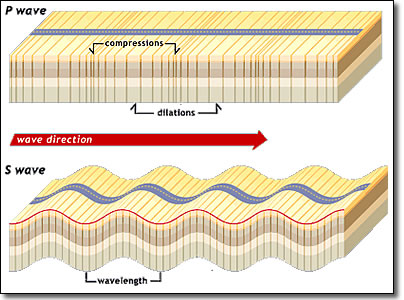 P wave
compressions
dilations
wave direction
S wave
wavelength